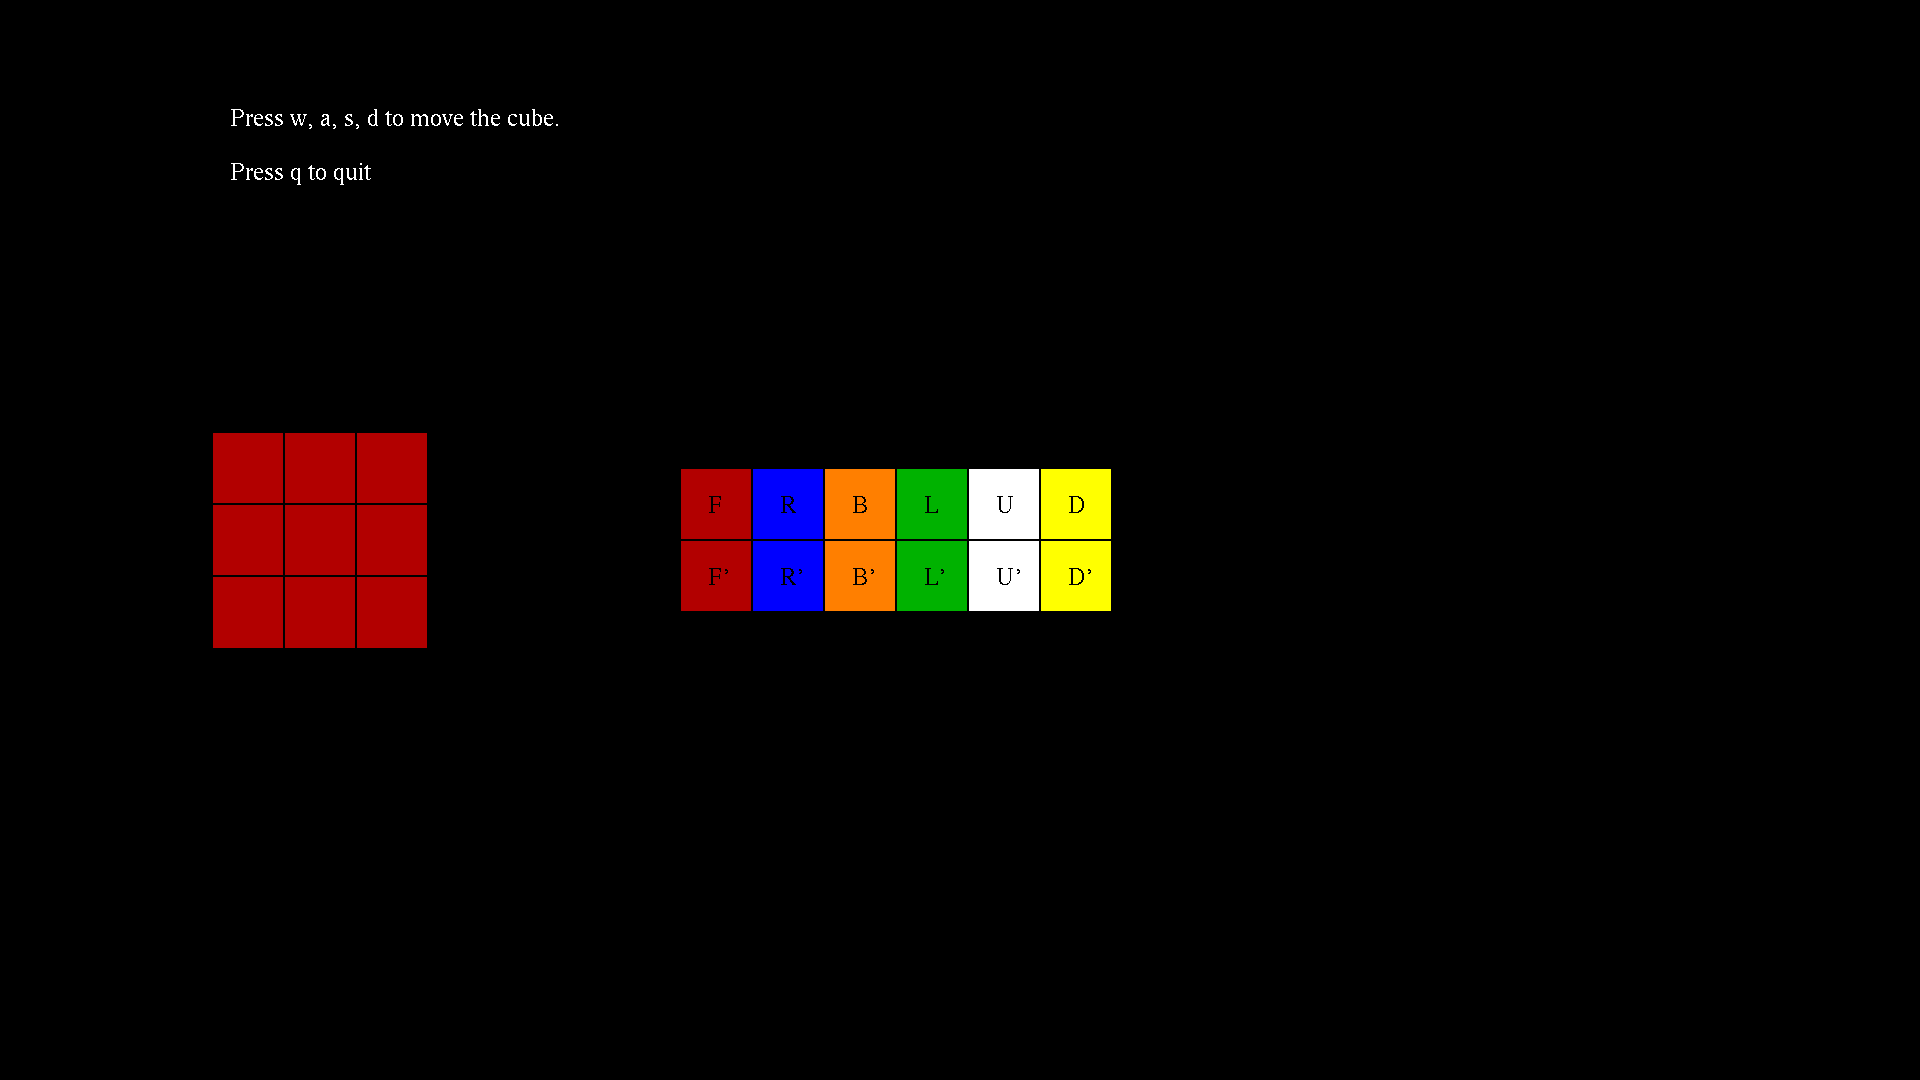 Press w, a, s, d to move the cube.
Press q to quit
F R B L U D
F’ R’ B’ L’ U’ D’